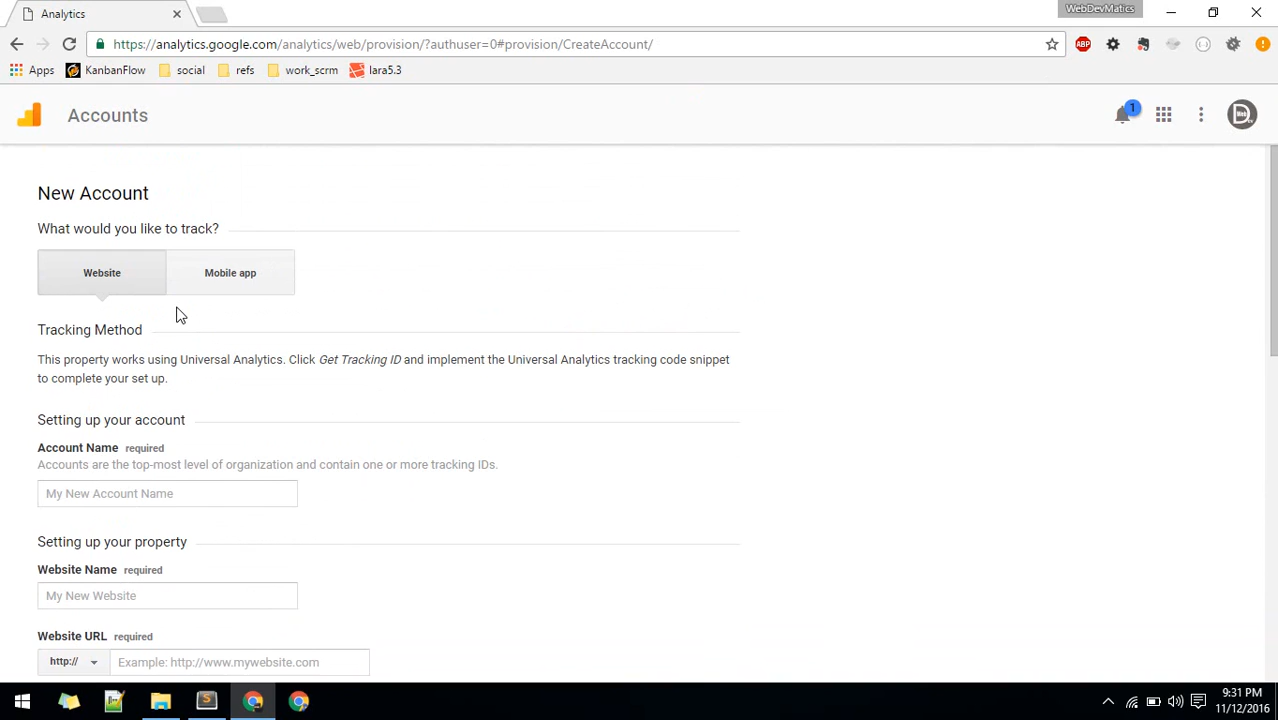 Analytics
WebDevMatics
https://analytics.google.com/analytics/web/provision/?authuser=0#provision/CreateAccount/
ABP
Apps KanbanFlow social refs work_scrm lara5.3
Accounts
1
New Account
What would you like to track?
Website Mobile app
Tracking Method
This property works using Universal Analytics. Click Get Tracking ID and implement the Universal Analytics tracking code snippet
to complete your set up.
Setting up your account
Account Name required
Accounts are the top-most level of organization and contain one or more tracking IDs.
My New Account Name
Setting up your property
Website Name required
My New Website
Website URL required
http:// Example: http://www.mywebsite.com
9:31 PM
11/12/2016